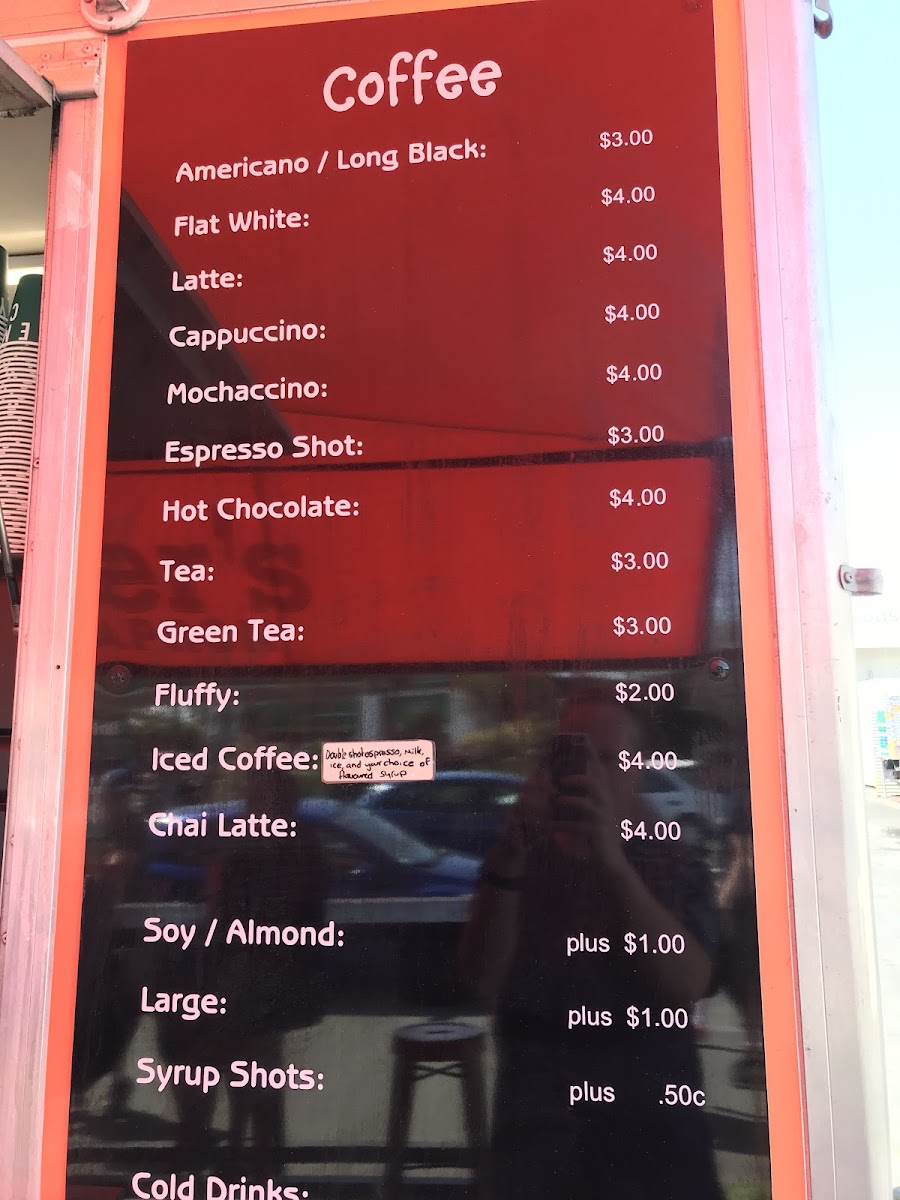 Coffee
Americano / Long Black: $3.00
Flat White: $4.00
Latte: $4.00
Cappuccino: $4.00
Mochaccino: $4.00
Espresso Shot: $3.00
Hot Chocolate: $4.00
Tea: $3.00
er's
Green Tea: $3.00
Fluffy: $2.00
Iced Coffee: $4.00
Double shot espresso, milk,
ice, and your choice of
flavoured syrup
Chai Latte: $4.00
Soy / Almond: plus $1.00
Large: plus $1.00
Syrup Shots: plus .50c
Cold Drinks: